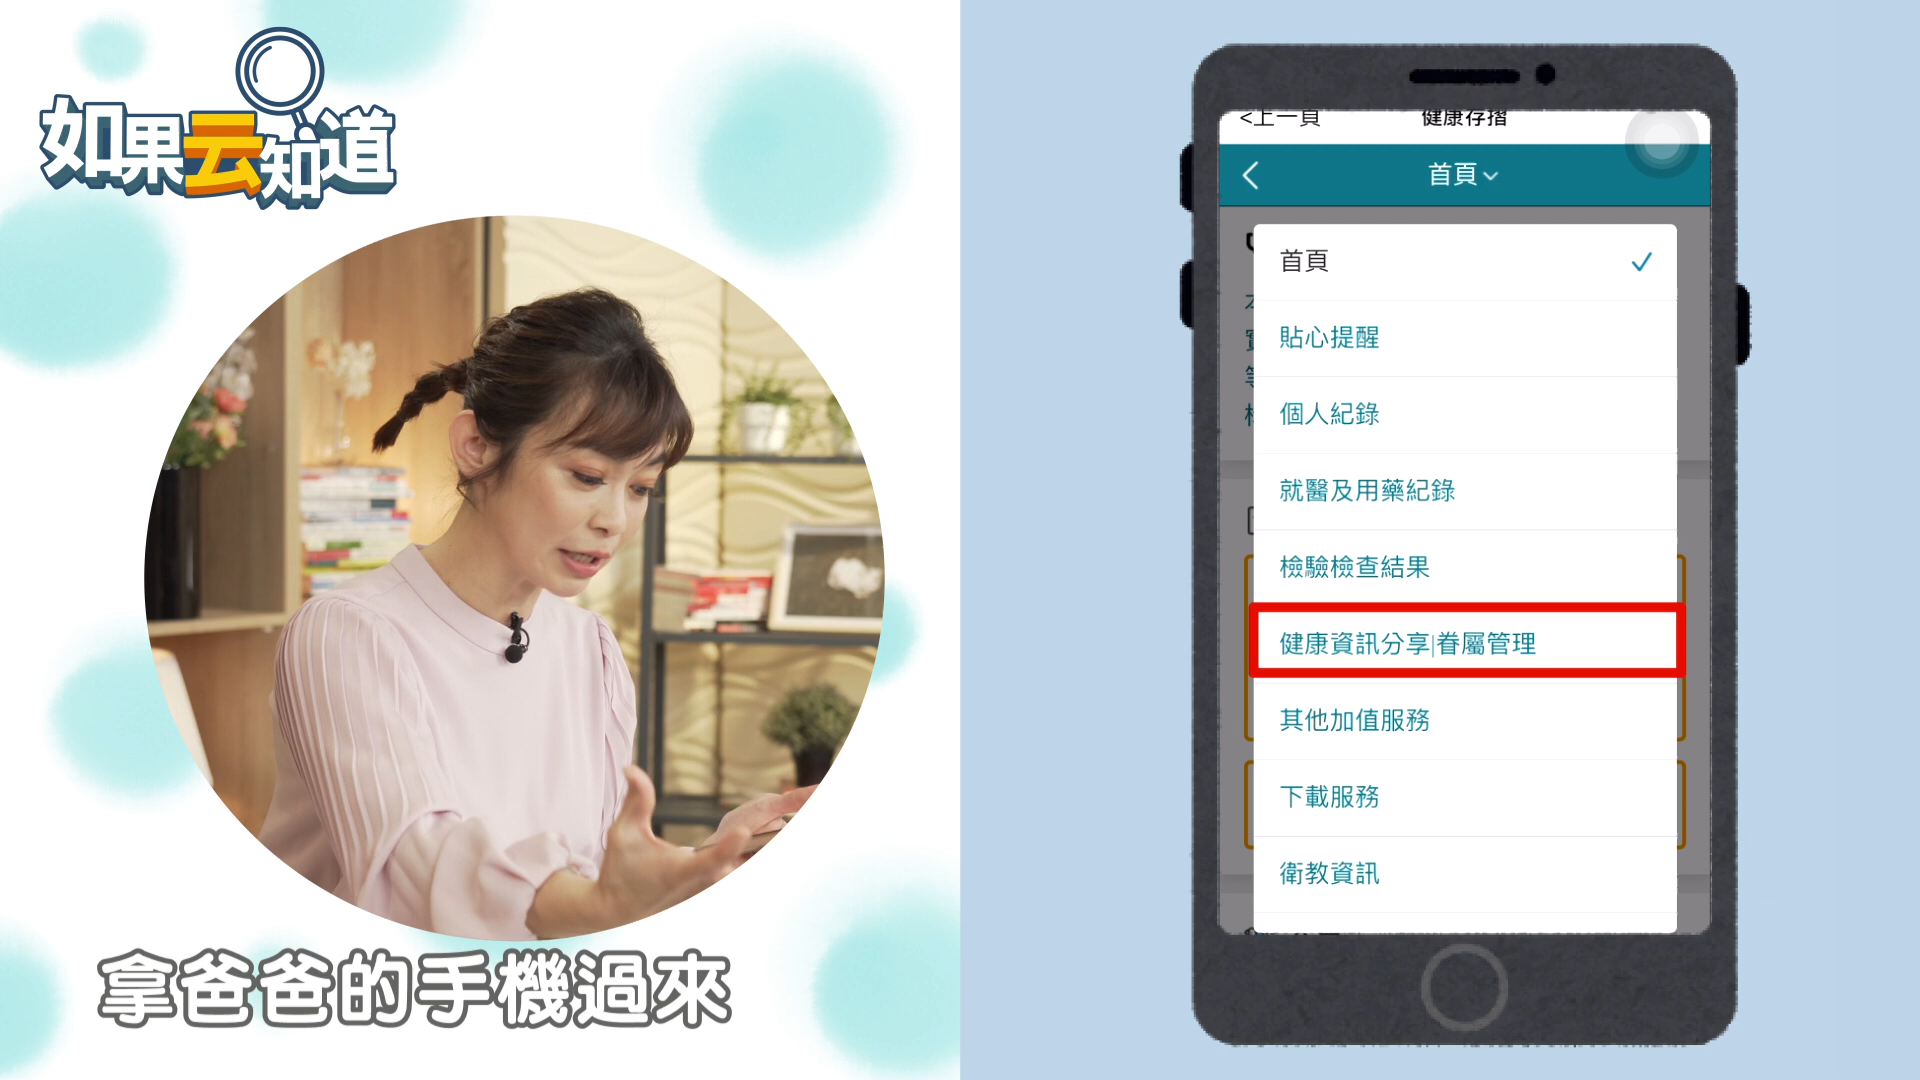 如果云知道
拿爸爸的手機過來
<上一頁
健康存摺
首頁
首頁
貼心提醒
個人紀錄
就醫及用藥紀錄
檢驗檢查結果
健康資訊分享|眷屬管理
其他加值服務
下載服務
衛教資訊